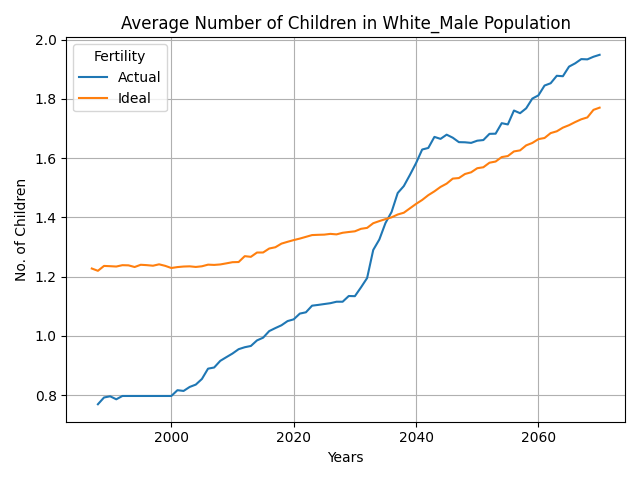 Average Number of Children in White_Male Population
Fertility
Actual
Ideal
No. of Children
2.0
1.8
1.6
1.4
1.2
1.0
0.8
2000 2020 2040 2060
Years